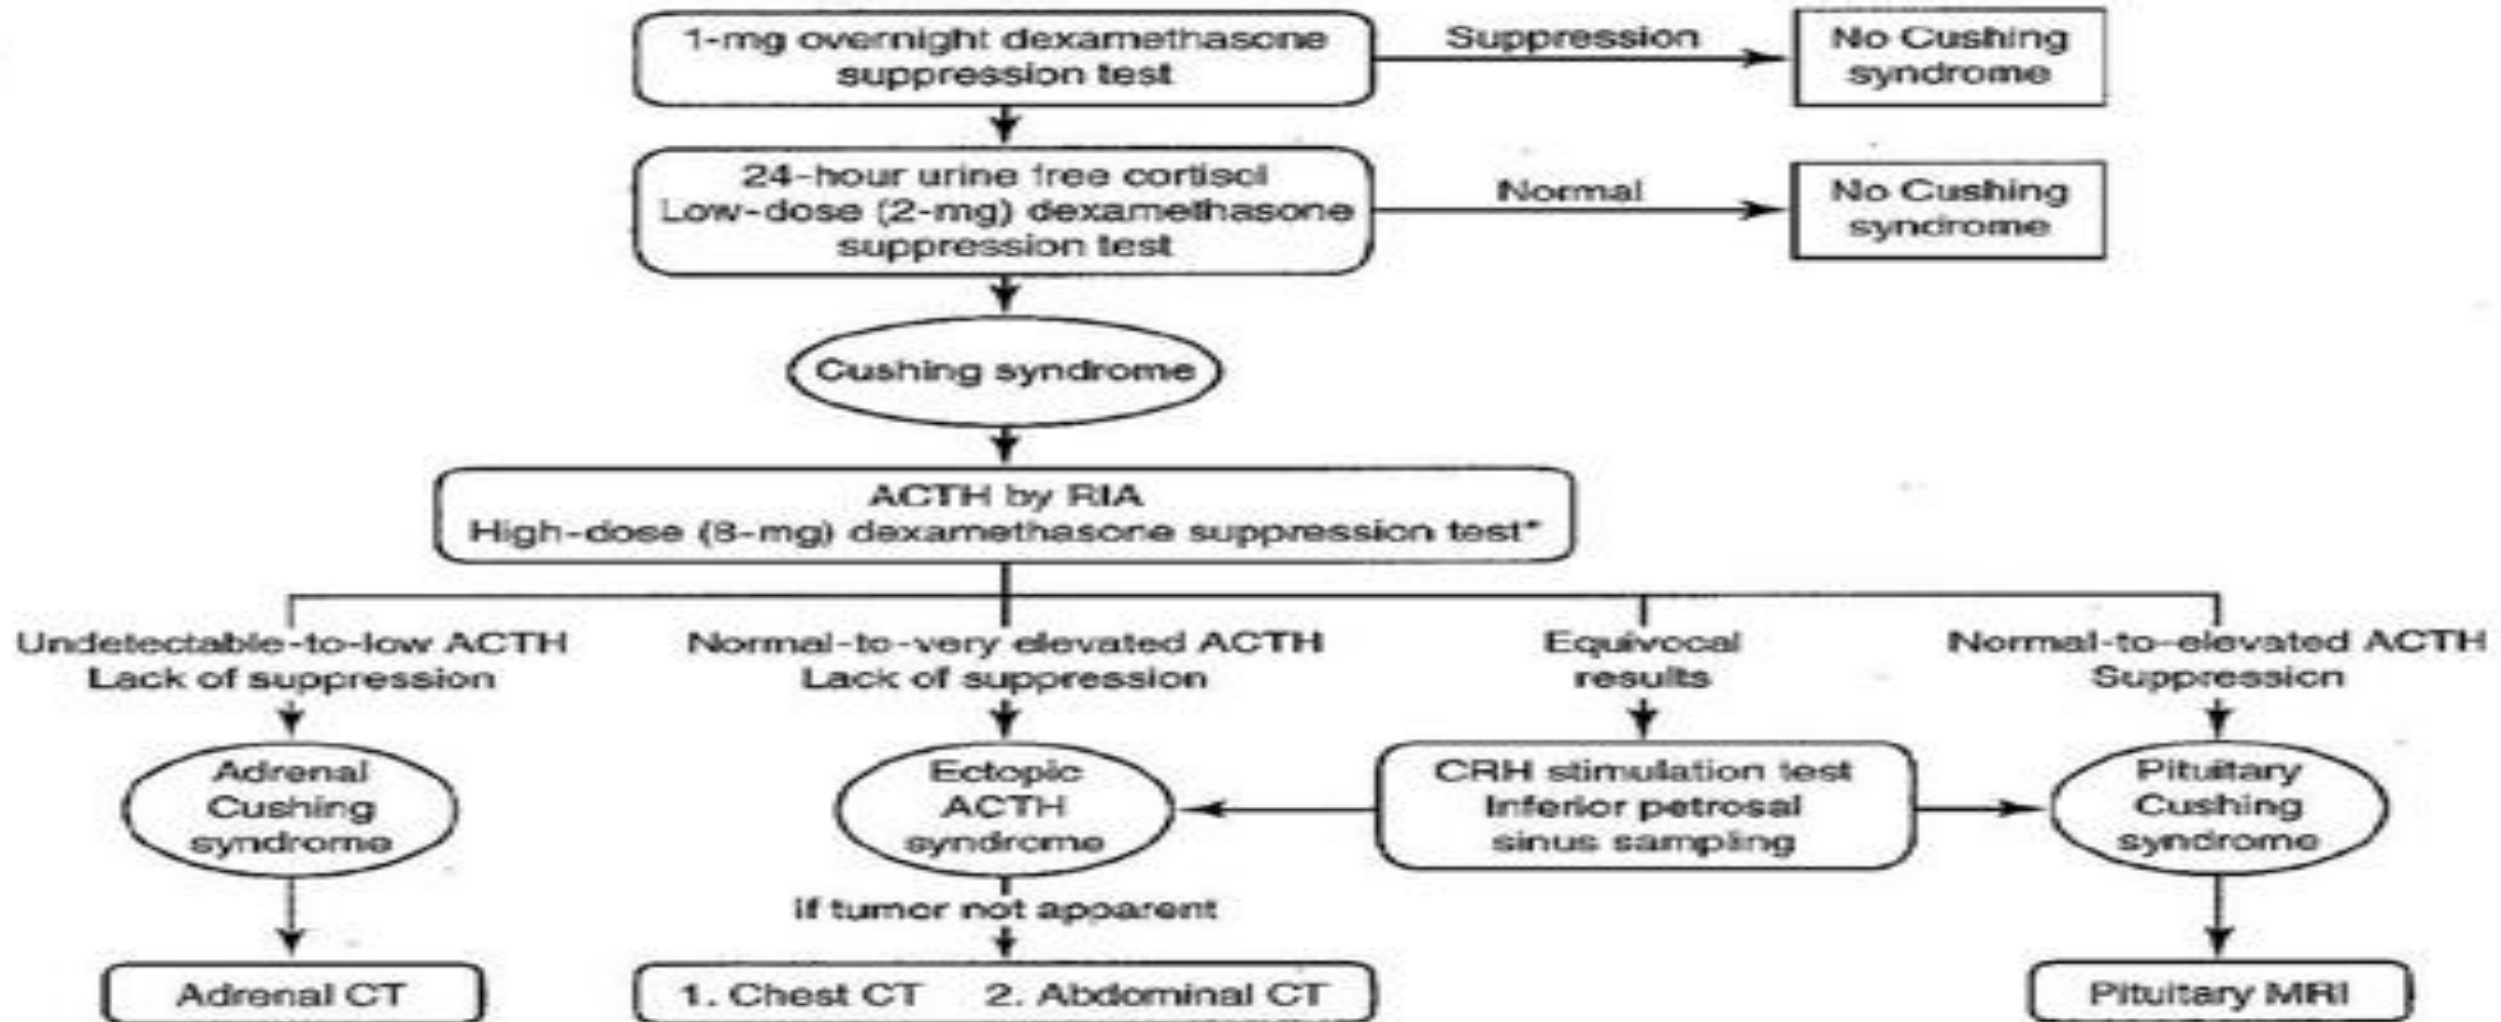 1-mg overnight dexamethasone
suppression test
Suppression
No Cushing
syndrome
24-hour urine free cortisol
Low-dose (2-mg) dexamethasone
suppression test
Normal
No Cushing
syndrome
Cushing syndrome
ACTH by RIA
High-dose (8-mg) dexamethasone suppression test*
Undetectable-to-low ACTH
Lack of suppression
Normal-to-very elevated ACTH
Lack of suppression
Equivocal
results
Normal-to-elevated ACTH
Suppression
Adrenal
Cushing
syndrome
Ectopic
ACTH
syndrome
CRH stimulation test
Inferior petrosal
sinus sampling
Pituitary
Cushing
syndrome
If tumor not apparent
Adrenal CT
1. Chest CT 2. Abdominal CT
Pituitary MRI